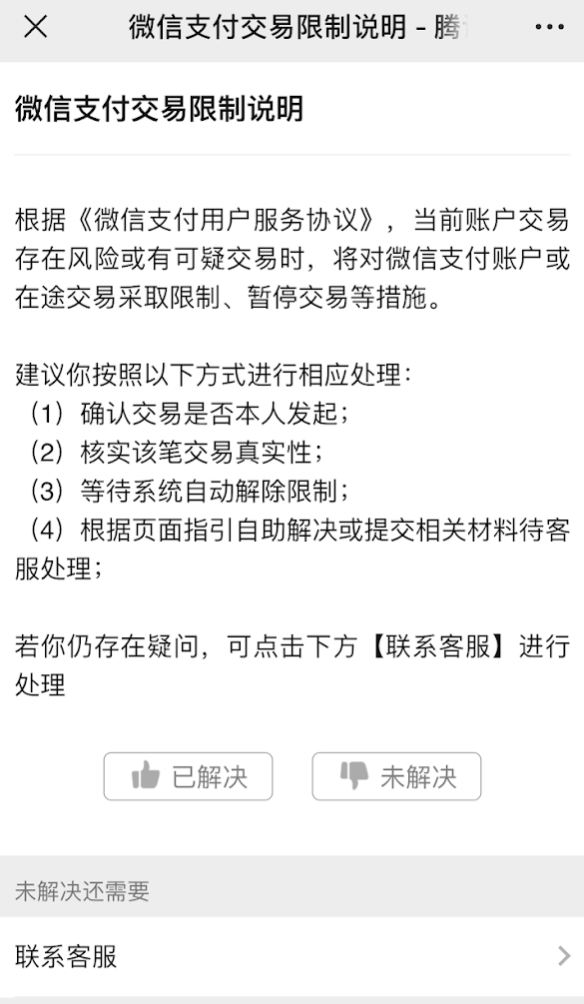 微信支付交易限制说明 - 腾
微信支付交易限制说明
根据《微信支付用户服务协议》，当前账户交易
存在风险或有可疑交易时，将对微信支付账户或
在途交易采取限制、暂停交易等措施。
建议你按照以下方式进行相应处理：
（1）确认交易是否本人发起；
（2）核实该笔交易真实性；
（3）等待系统自动解除限制；
（4）根据页面指引自助解决或提交相关材料待客
服处理；
若你仍存在疑问，可点击下方【联系客服】进行
处理
已解决
未解决
未解决还需要
联系客服